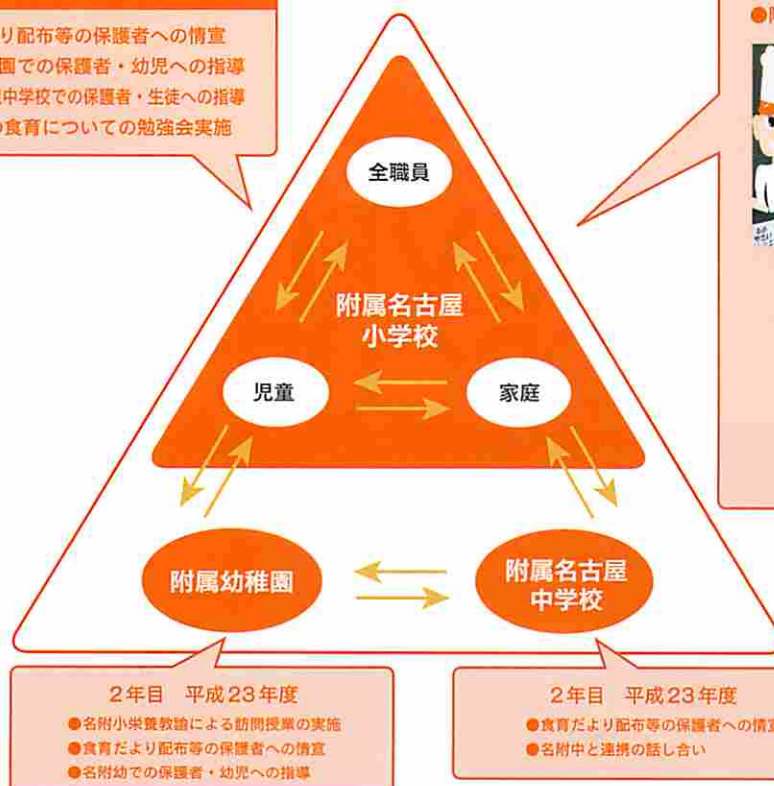 り配布等の保護者への情宣
園での保護者・幼児への指導
中学校での保護者・生徒への指導
食育についての勉強会実施
全職員
附属名古屋
小学校
児童
家庭
附属幼稚園
附属名古屋
中学校
2年目 平成23年度
●名附小栄養教諭による訪問授業の実施
●食育だより配布等の保護者への情宣
●名附幼での保護者・幼児への指導
2年目 平成23年度
●食育だより配布等の保護者への情宣
●名附中と連携の話し合い